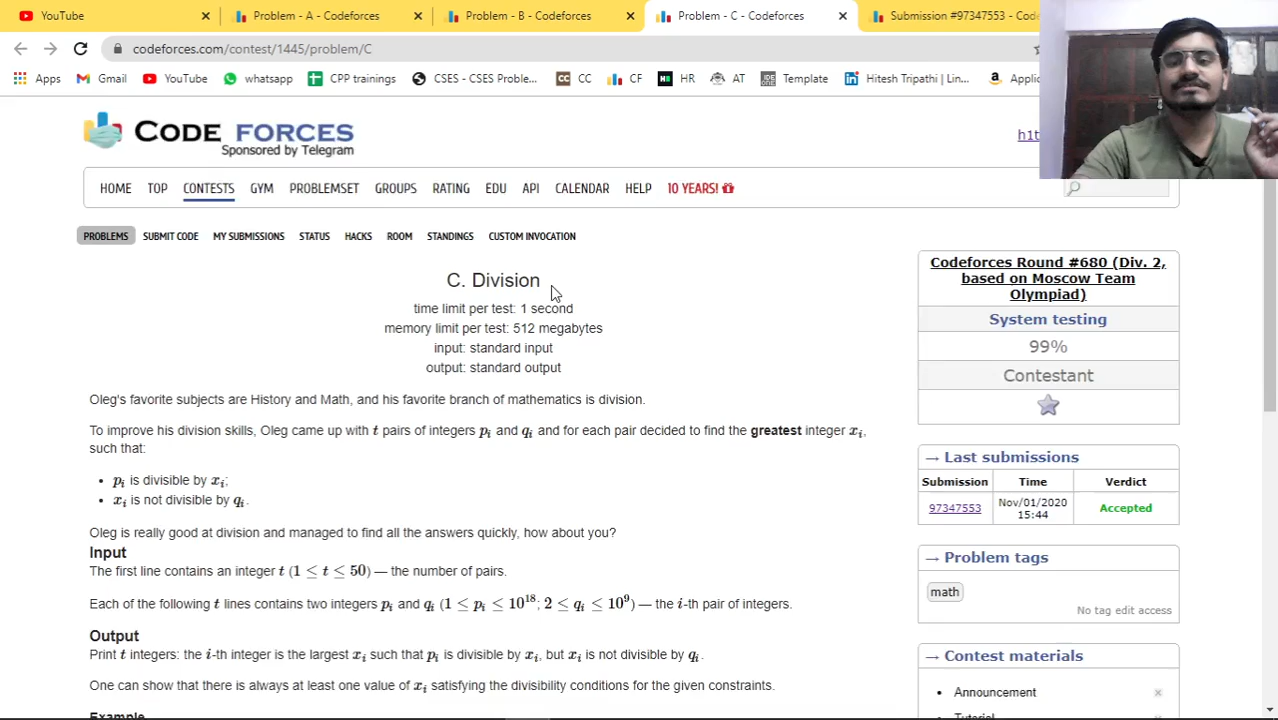 YouTube
Problem - A - Codeforces
Problem - B - Codeforces
Problem - C - Codeforces
Submission #97347553 - Cod
codeforces.com/contest/1445/problem/C
Apps
Gmail
YouTube
whatsapp
CPP trainings
CSES - CSES Proble...
CC
CC
CF
HR
HR
AT
Template
Hitesh Tripathi | Lin...
Applic
CODE FORCES
Sponsored by Telegram
h1t
HOME TOP CONTESTS GYM PROBLEMSET GROUPS RATING EDU API CALENDAR HELP 10 YEARS!
PROBLEMS SUBMIT CODE MY SUBMISSIONS STATUS HACKS ROOM STANDINGS CUSTOM INVOCATION
C. Division
time limit per test: 1 second
memory limit per test: 512 megabytes
input: standard input
output: standard output
Oleg's favorite subjects are History and Math, and his favorite branch of mathematics is division.
To improve his division skills, Oleg came up with t pairs of integers pᵢ and qᵢ and for each pair decided to find the greatest integer xᵢ,
such that:
• pᵢ is divisible by xᵢ;
• xᵢ is not divisible by qᵢ.
Oleg is really good at division and managed to find all the answers quickly, how about you?
Input
The first line contains an integer t (1 ≤ t ≤ 50) — the number of pairs.
Each of the following t lines contains two integers pᵢ and qᵢ (1 ≤ pᵢ ≤ 10¹⁸; 2 ≤ qᵢ ≤ 10⁹) — the i-th pair of integers.
Output
Print t integers: the i-th integer is the largest xᵢ such that pᵢ is divisible by xᵢ, but xᵢ is not divisible by qᵢ.
One can show that there is always at least one value of xᵢ satisfying the divisibility conditions for the given constraints.
Example
Codeforces Round #680 (Div. 2,
based on Moscow Team
Olympiad)
System testing
99%
Contestant
→ Last submissions
Submission Time Verdict
97347553 Nov/01/2020 15:44 Accepted
→ Problem tags
math
No tag edit access
→ Contest materials
• Announcement
• Tutorial